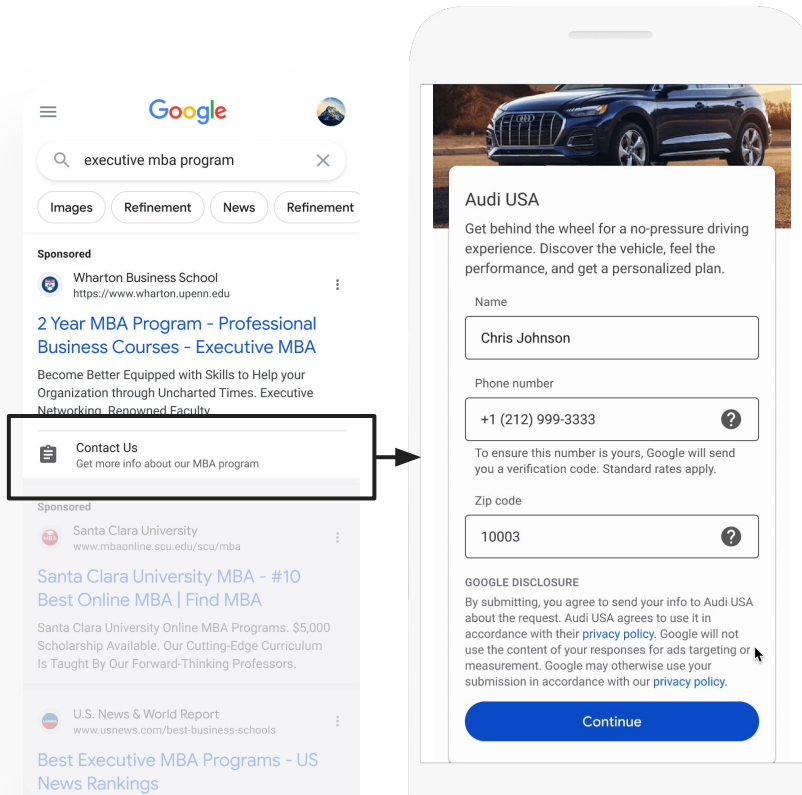 Google
executive mba program
Images
Refinement
News
Refinement
Sponsored
Wharton Business School
https://www.wharton.upenn.edu
2 Year MBA Program - Professional
Business Courses - Executive MBA
Become Better Equipped with Skills to Help your
Organization through Uncharted Times. Executive
Networking. Renowned Faculty
Contact Us
Get more info about our MBA program
Sponsored
MBA
Santa Clara University
www.mbaonline.scu.edu/scu/mba
Santa Clara University MBA - #10
Best Online MBA | Find MBA
Santa Clara University Online MBA Programs. $5,000
Scholarship Available. Our Cutting-Edge Curriculum
Is Taught By Our Forward-Thinking Professors.
U.S. News & World Report
www.usnews.com/best-business-schools
Best Executive MBA Programs - US
News Rankings
Audi USA
Get behind the wheel for a no-pressure driving
experience. Discover the vehicle, feel the
performance, and get a personalized plan.
Name
Chris Johnson
Phone number
+1 (212) 999-3333
To ensure this number is yours, Google will send
you a verification code. Standard rates apply.
Zip code
10003
GOOGLE DISCLOSURE
By submitting, you agree to send your info to Audi USA
about the request. Audi USA agrees to use it in
accordance with their privacy policy. Google will not
use the content of your responses for ads targeting or
measurement. Google may otherwise use your
submission in accordance with our privacy policy.
Continue